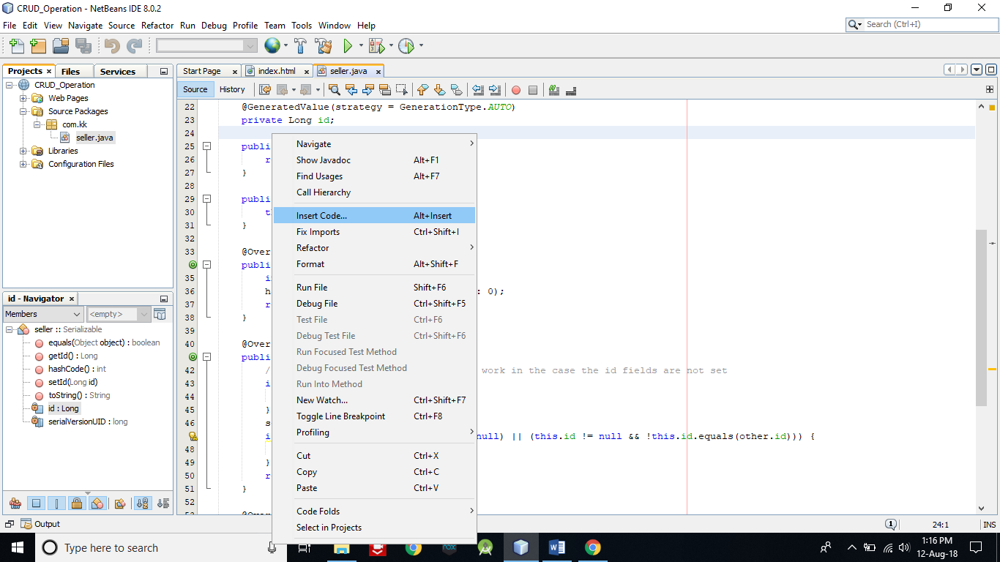 CRUD_Operation - NetBeans IDE 8.0.2
File Edit View Navigate Source Refactor Run Debug Profile Team Tools Window Help
Search (Ctrl+I)
Projects × Files Services
Start Page × index.html × seller.java ×
Source History
CRUD_Operation
Web Pages
Source Packages
com.kk
seller.java
Libraries
Configuration Files
id - Navigator ×
Members <empty>
seller :: Serializable
equals(Object object) : boolean
getId() : Long
hashCode() : int
setId(Long id)
toString() : String
id : Long
serialVersionUID : long
22 @GeneratedValue(strategy = GenerationType.AUTO)
23 private Long id;
24
25 publi
26 r
27 }
28
29 publi
30 t
31 }
32
33 @Over
publi
35 i
36 h : 0);
37 r
38 }
39
40 @Over
publi
42 / work in the case the id fields are not set
43 i
44
45 }
46 s
i null) || (this.id != null && !this.id.equals(other.id))) {
48
49 }
50 r
51 }
52
Navigate
Show Javadoc Alt+F1
Find Usages Alt+F7
Call Hierarchy
Insert Code... Alt+Insert
Fix Imports Ctrl+Shift+I
Refactor
Format Alt+Shift+F
Run File Shift+F6
Debug File Ctrl+Shift+F5
Test File Ctrl+F6
Debug Test File Ctrl+Shift+F6
Run Focused Test Method
Debug Focused Test Method
Run Into Method
New Watch... Ctrl+Shift+F7
Toggle Line Breakpoint Ctrl+F8
Profiling
Cut Ctrl+X
Copy Ctrl+C
Paste Ctrl+V
Code Folds
Select in Projects
Output
1 24:1 INS
Type here to search
1:16 PM
12-Aug-18